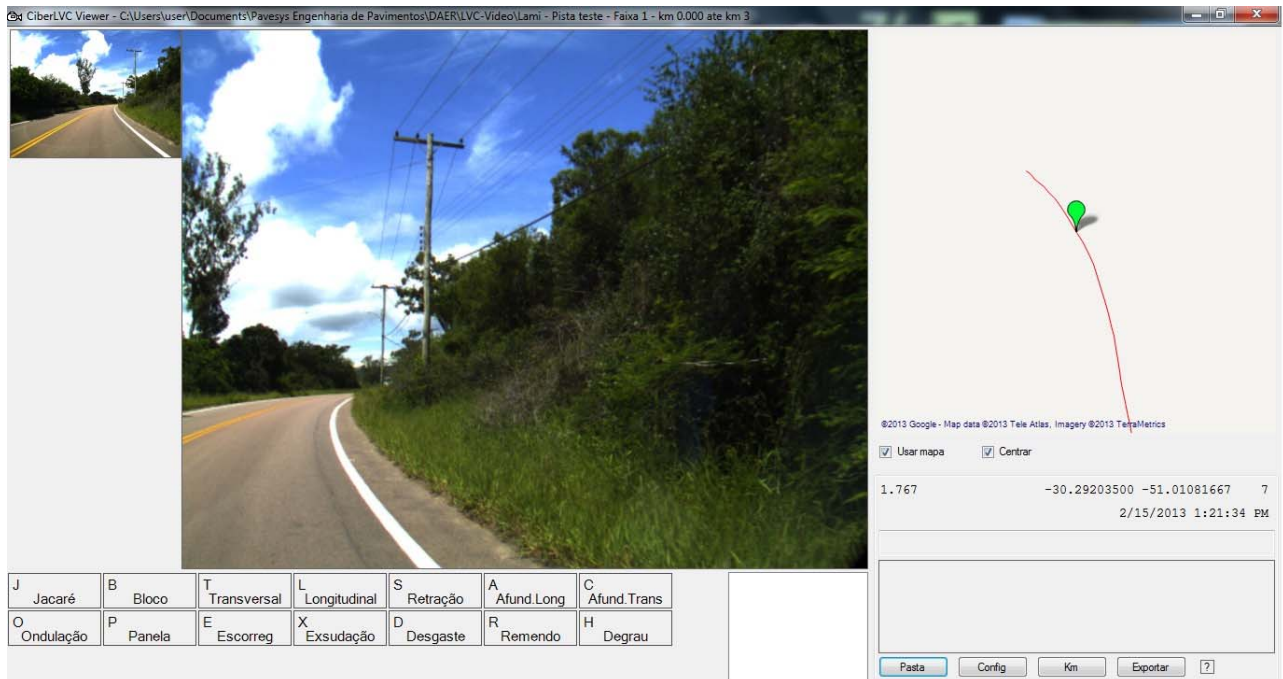 CiberLVC Viewer - C:\Users\user\Documents\Pavesys Engenharia de Pavimentos\DAER\LVC-Video\Lami - Pista teste - Faixa 1 - km 0.000 ate km 3
©2013 Google - Map data ©2013 Tele Atlas, Imagery ©2013 TerraMetrics
Usar mapa Centrar
1.767 -30.29203500 -51.01081667 7
2/15/2013 1:21:34 PM
J B T L S A C
Jacaré Bloco Transversal Longitudinal Retração Afund.Long Afund.Trans
O P E X D R H
Ondulação Panela Escorreg Exsudação Desgaste Remendo Degrau
Pasta Config Km Exportar ?